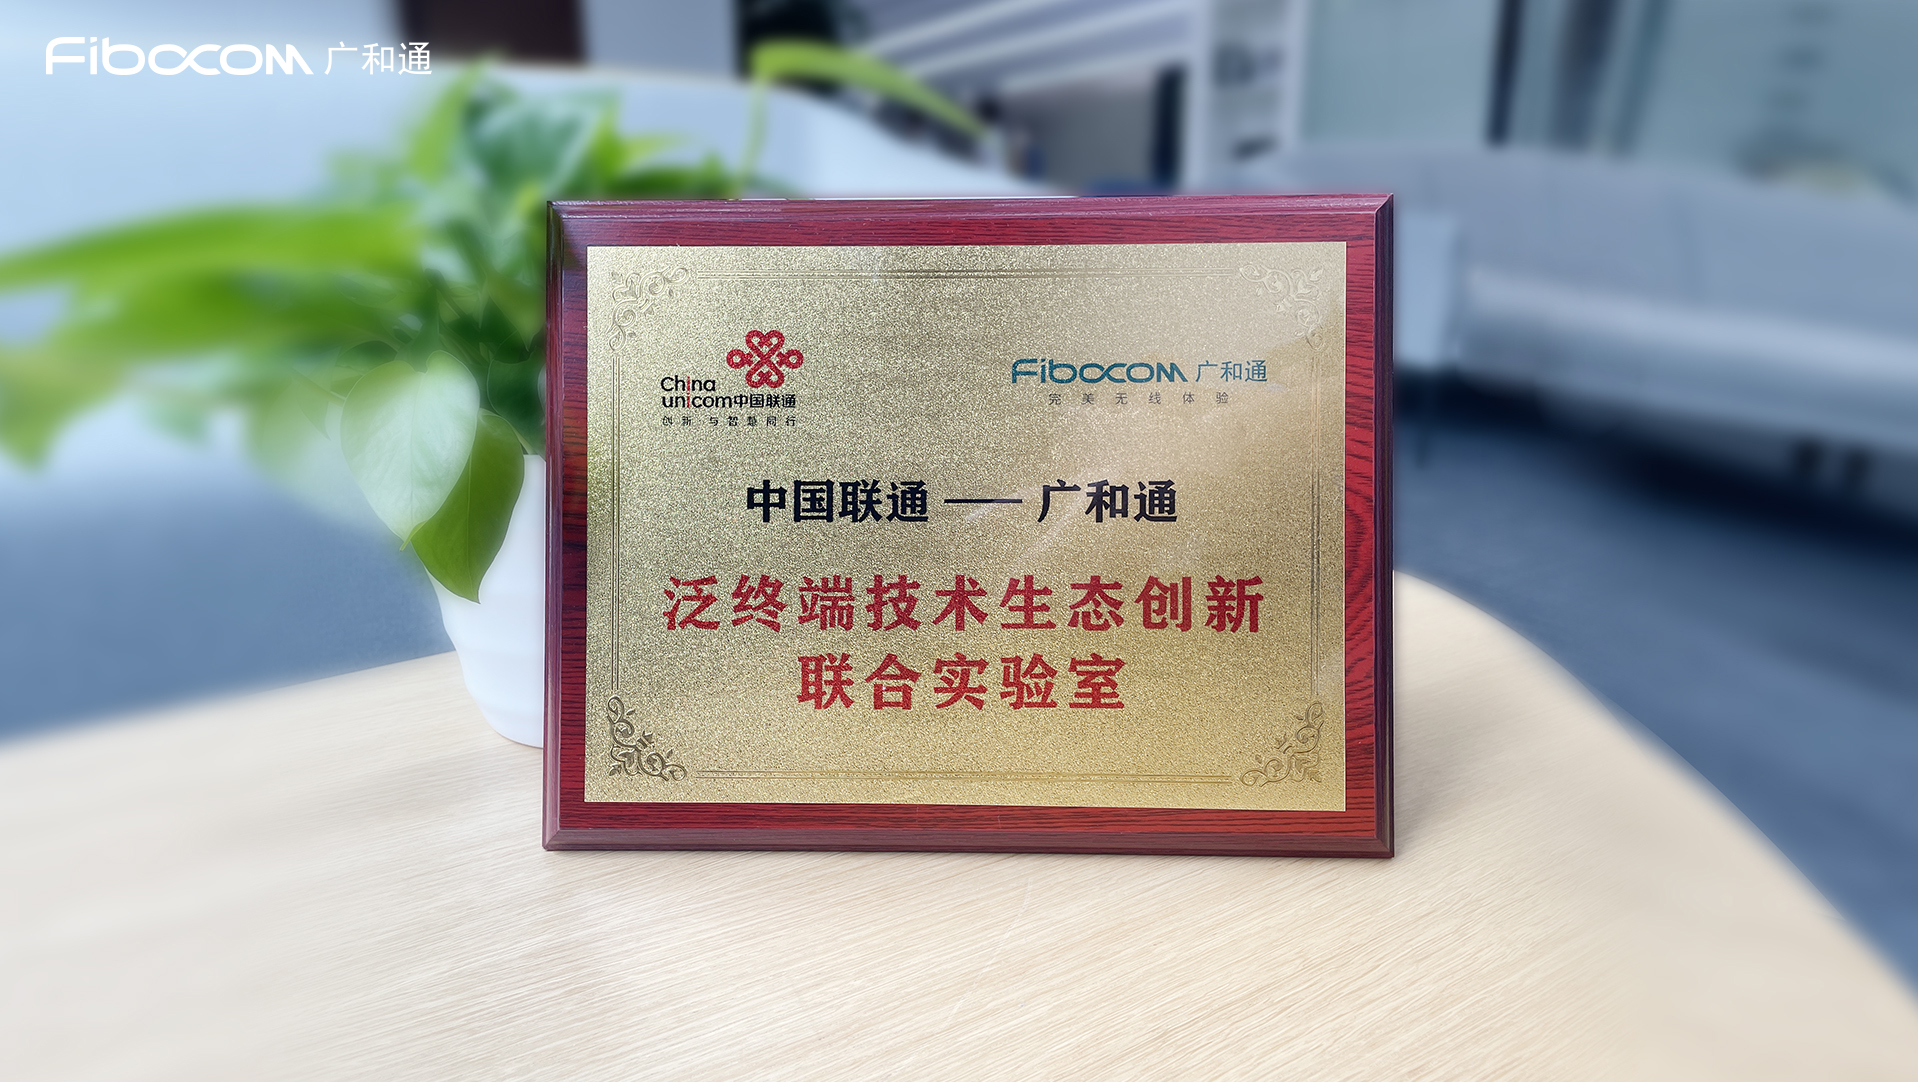 Fibocom 广和通
China
unicom中国联通
创新 与智慧同行
Fibocom 广和通
完美无线体验
中国联通 —— 广和通
泛终端技术生态创新
联合实验室